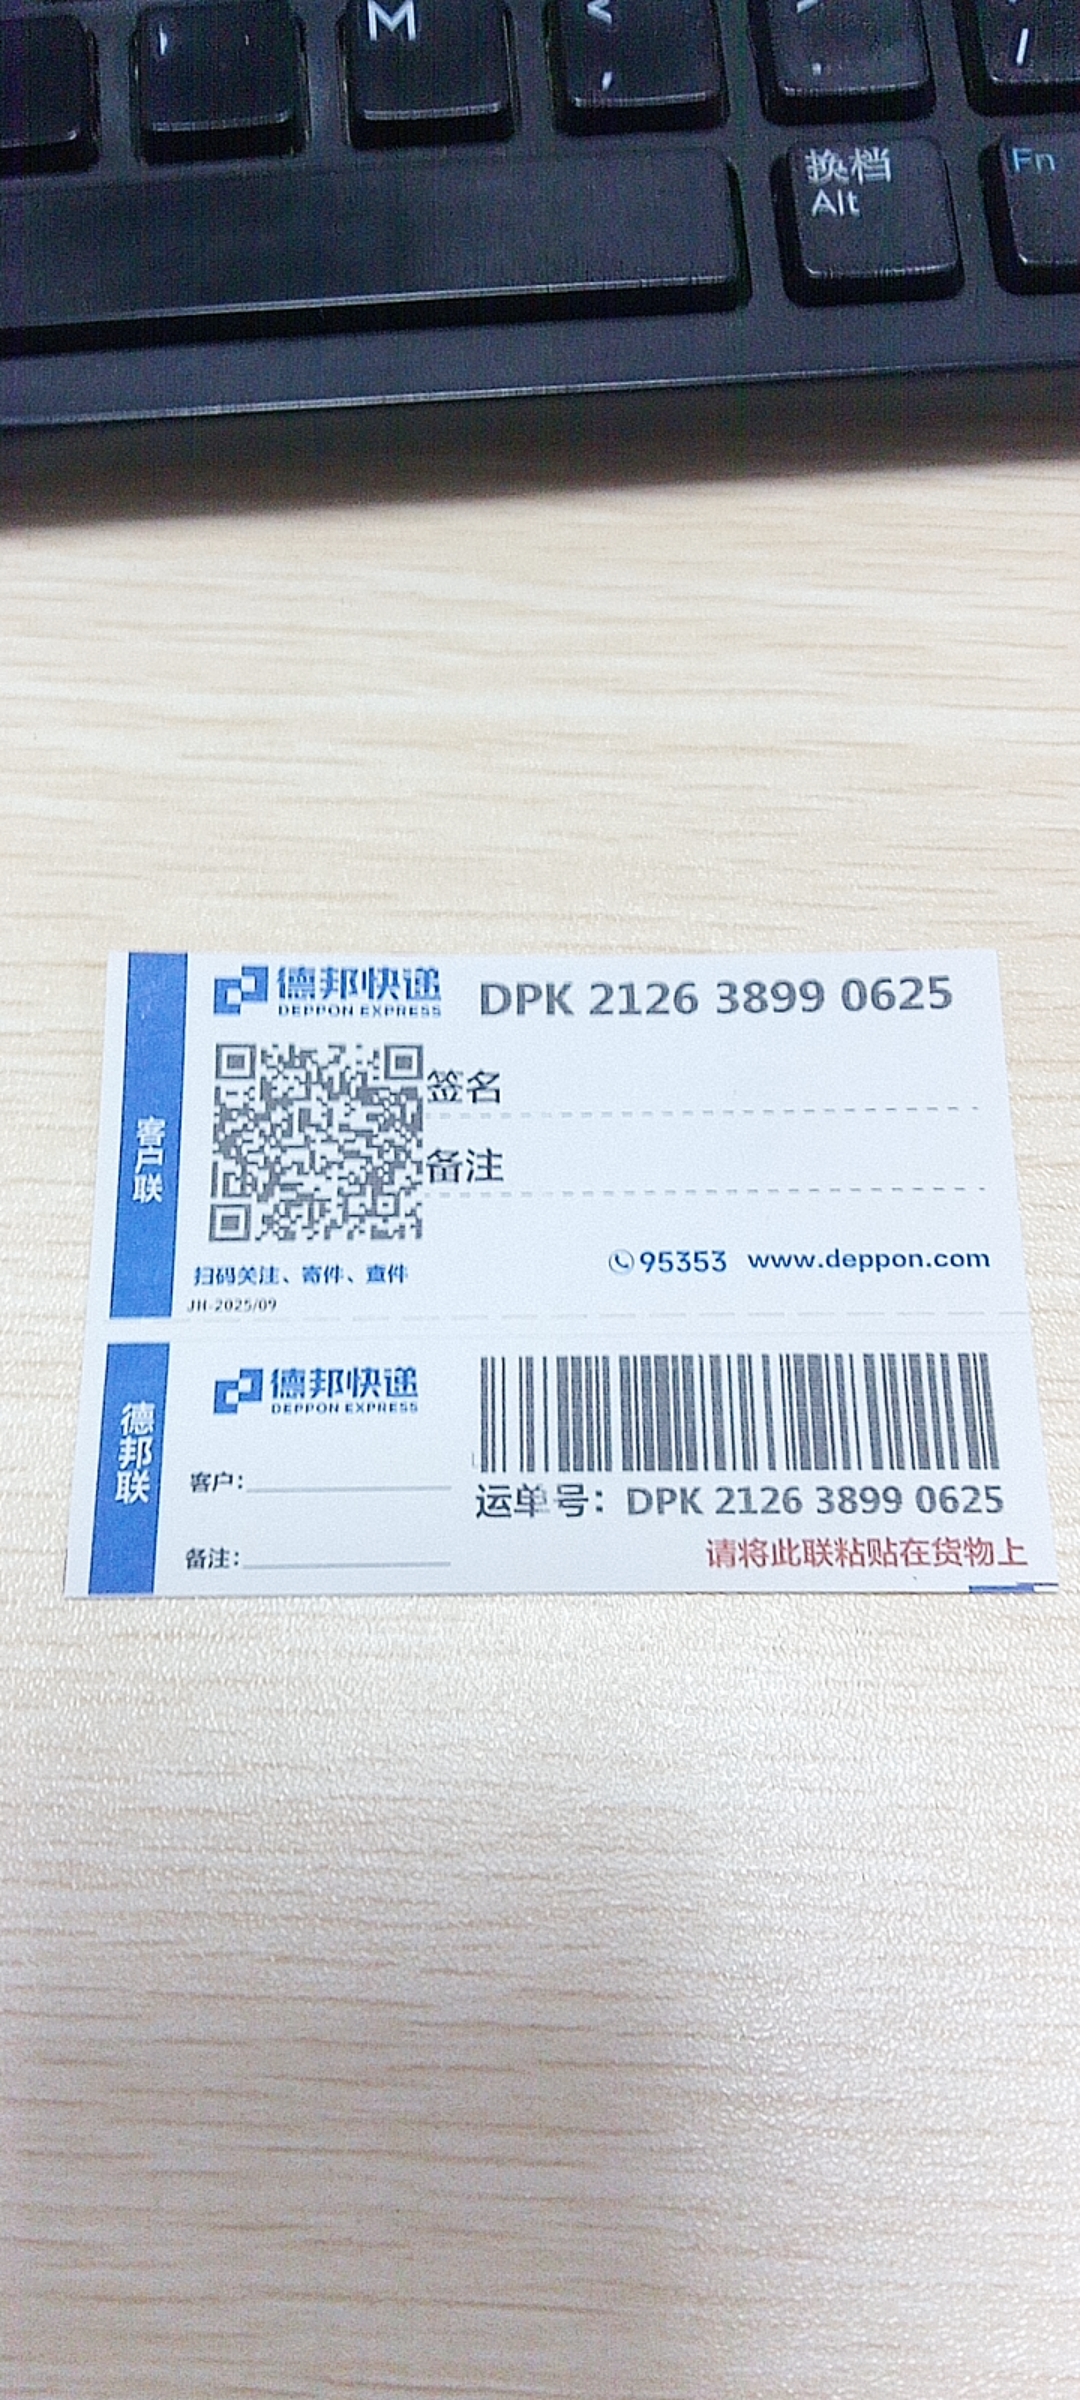 M
<
,
>
.
/
换档
Alt
Fn
德邦快递
DEPPON EXPRESS
DPK 2126 3899 0625
客户联
签名
备注
扫码关注、寄件、查件
JH-2025/09
95353 www.deppon.com
德邦联
德邦快递
DEPPON EXPRESS
客户：
备注：
运单号：DPK 2126 3899 0625
请将此联粘贴在货物上